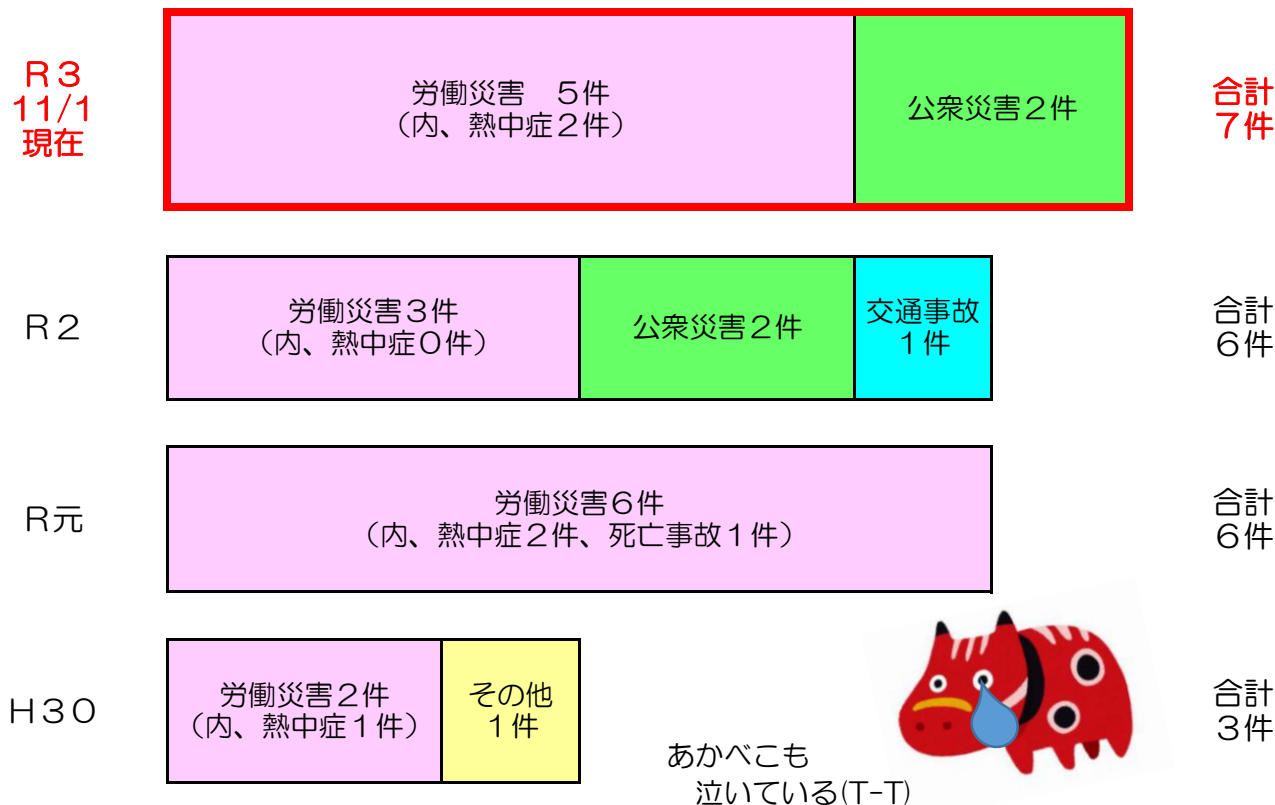 R3
11/1
現在
労働災害　5件
（内、熱中症2件）
公衆災害2件
合計
7件
R2
労働災害3件
（内、熱中症0件）
公衆災害2件
交通事故
1件
合計
6件
R元
労働災害6件
（内、熱中症2件、死亡事故1件）
合計
6件
H30
労働災害2件
（内、熱中症1件）
その他
1件
合計
3件
あかべこも
泣いている(T-T)